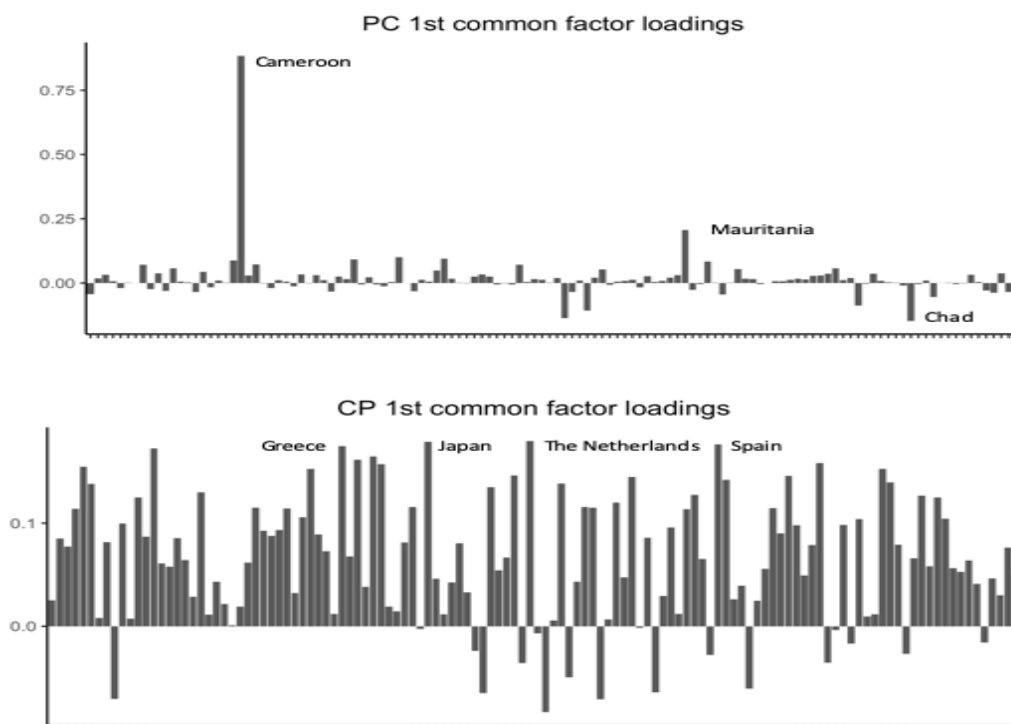 PC 1st common factor loadings
Cameroon
0.75
0.50
0.25
Mauritania
0.00
Chad
CP 1st common factor loadings
Greece Japan The Netherlands Spain
0.1
0.0